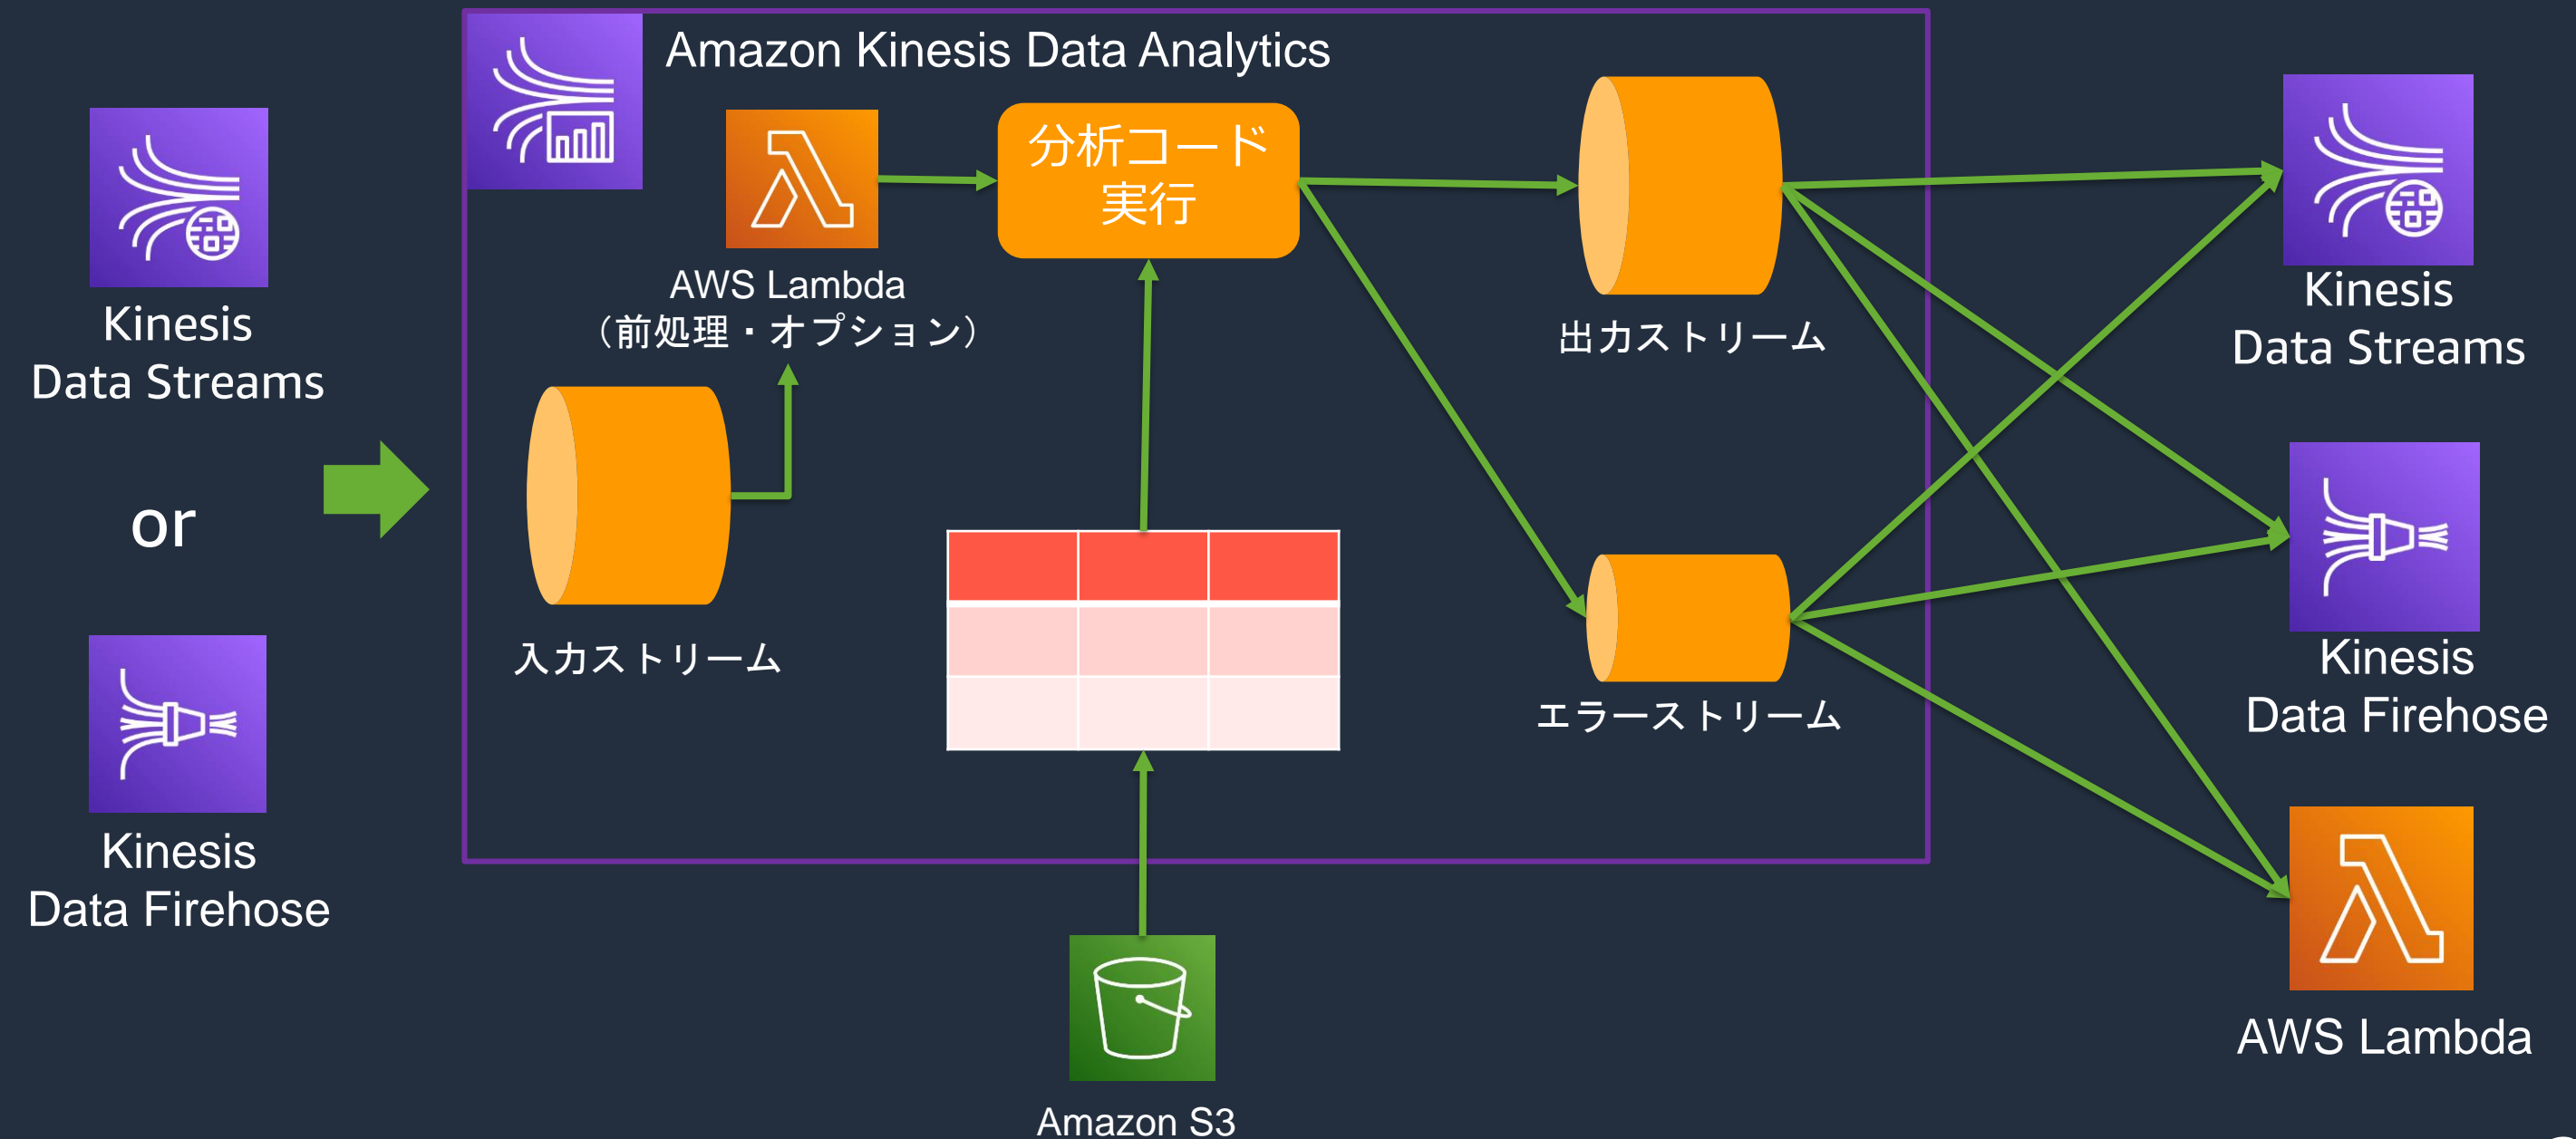 Amazon Kinesis Data Analytics
Kinesis
Data Streams
or
Kinesis
Data Firehose
AWS Lambda
（前処理・オプション）
入力ストリーム
分析コード
実行
Amazon S3
出力ストリーム
エラーストリーム
Kinesis
Data Streams
Kinesis
Data Firehose
AWS Lambda